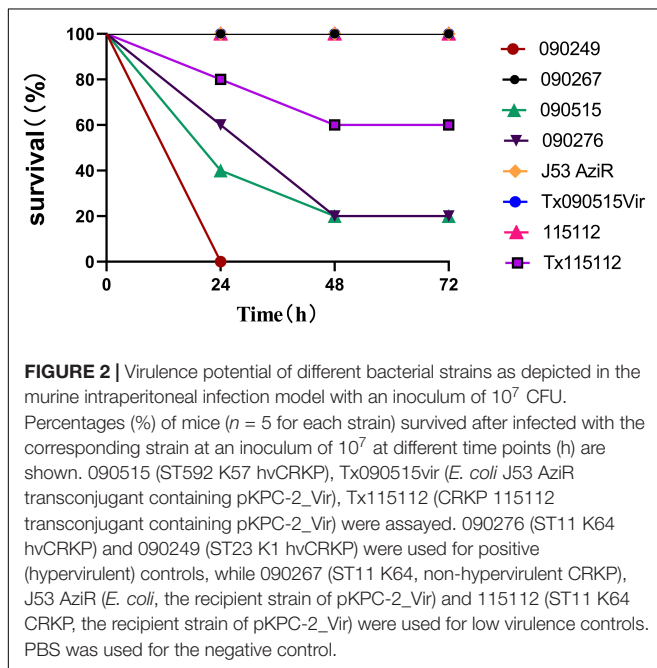 100
80
60
40
20
0
survival((%)
0
24
48
72
Time(h)
090249
090267
090515
090276
J53 AziR
Tx090515Vir
115112
Tx115112
FIGURE 2 | Virulence potential of different bacterial strains as depicted in the
murine intraperitoneal infection model with an inoculum of 10⁷ CFU.
Percentages (%) of mice (n = 5 for each strain) survived after infected with the
corresponding strain at an inoculum of 10⁷ at different time points (h) are
shown. 090515 (ST592 K57 hvCRKP), Tx090515vir (E. coli J53 AziR
transconjugant containing pKPC-2_Vir), Tx115112 (CRKP 115112
transconjugant containing pKPC-2_Vir) were assayed. 090276 (ST11 K64
hvCRKP) and 090249 (ST23 K1 hvCRKP) were used for positive
(hypervirulent) controls, while 090267 (ST11 K64, non-hypervirulent CRKP),
J53 AziR (E. coli, the recipient strain of pKPC-2_Vir) and 115112 (ST11 K64
CRKP, the recipient strain of pKPC-2_Vir) were used for low virulence controls.
PBS was used for the negative control.